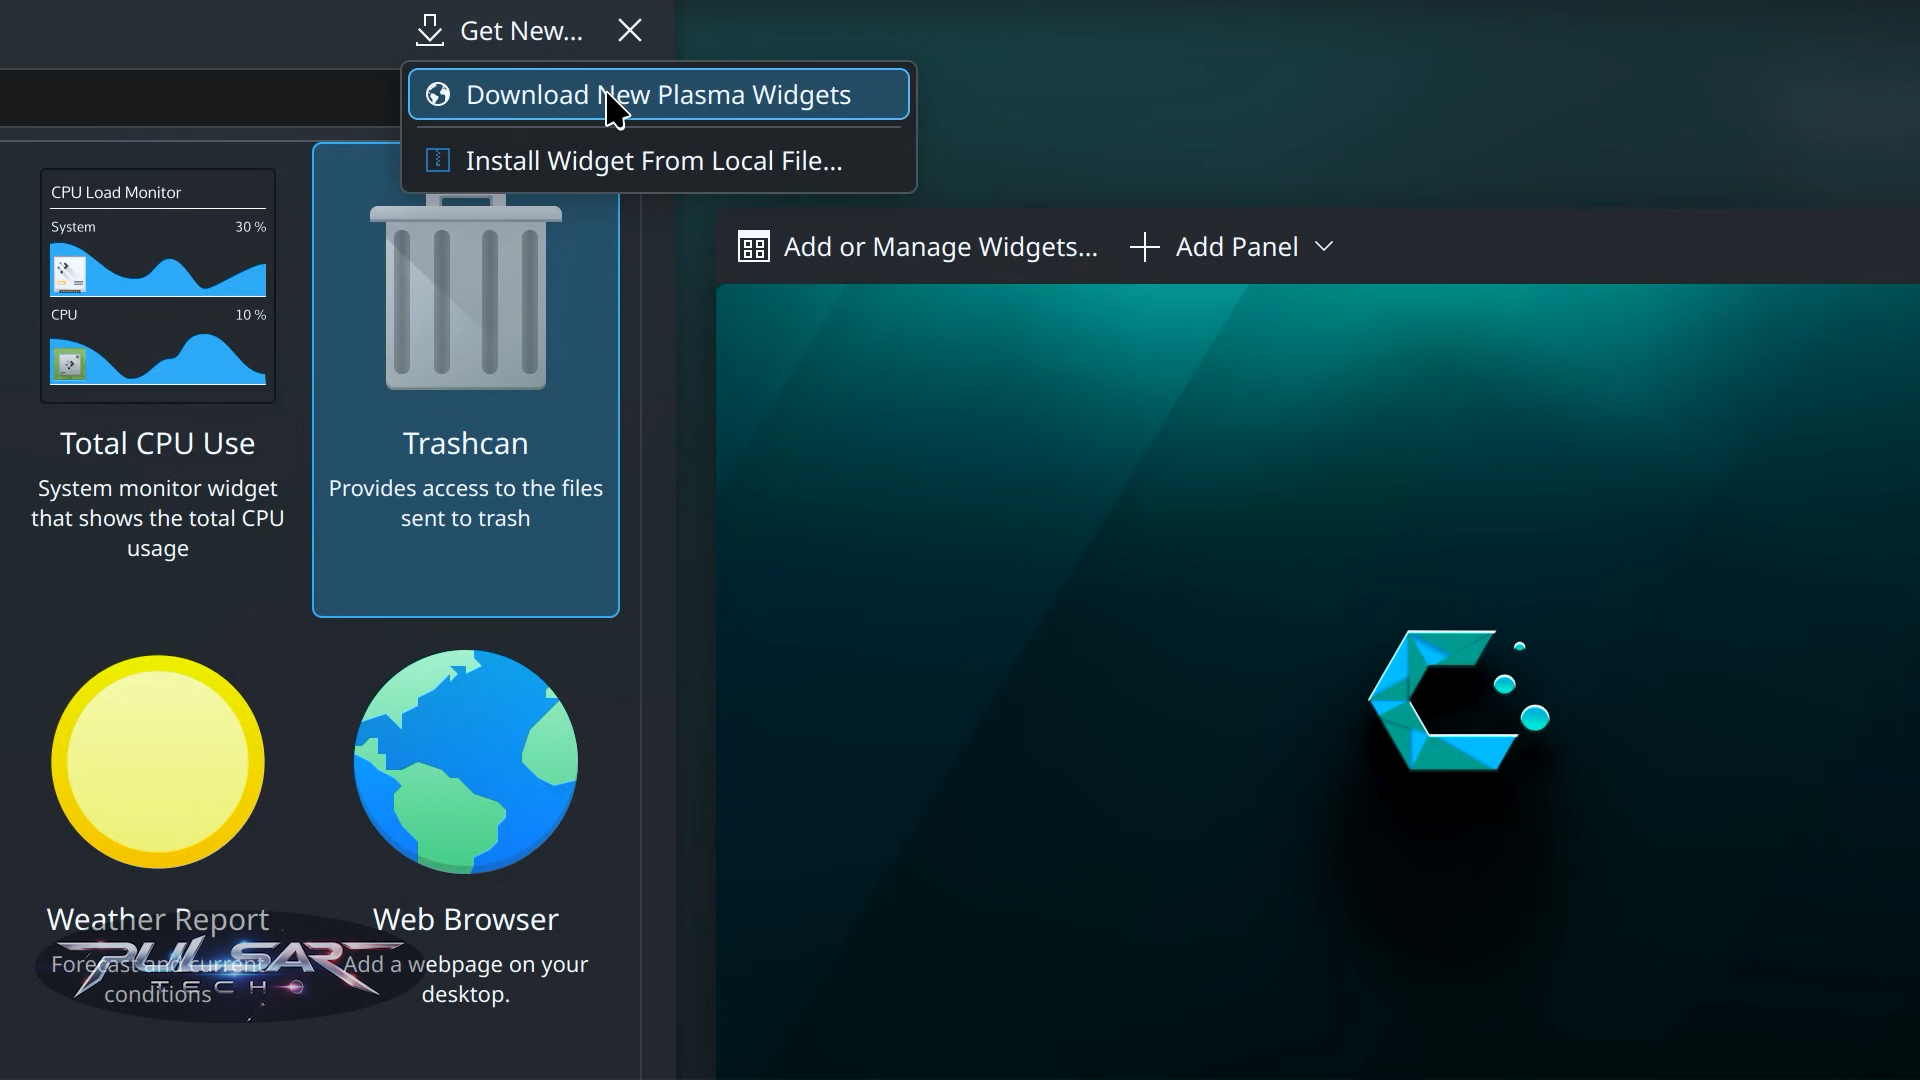 Get New...
Download New Plasma Widgets
Install Widget From Local File...
Add or Manage Widgets...
Add Panel
CPU Load Monitor
System 30 %
CPU 10 %
Total CPU Use
System monitor widget
that shows the total CPU
usage
Trashcan
Provides access to the files
sent to trash
Weather Report
Forecast and current
conditions
Web Browser
Add a webpage on your
desktop.
PULSAR
TECH